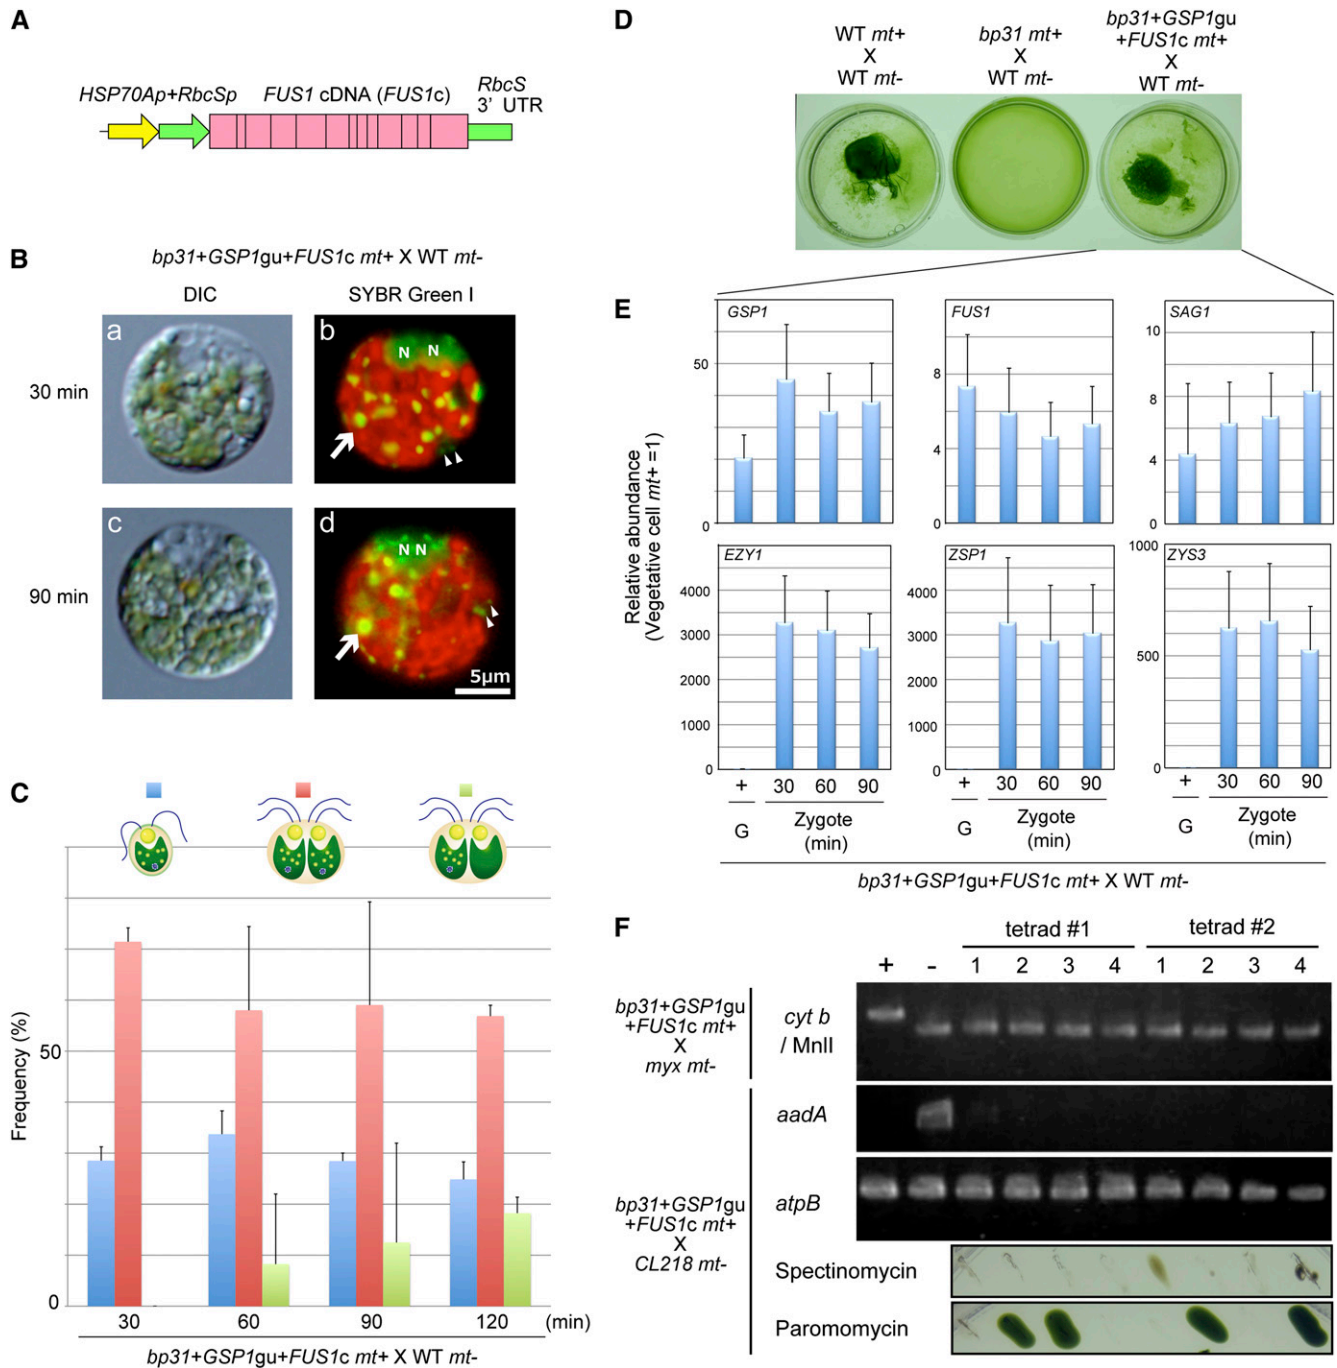 A
HSP70Ap+RbcSp
FUS1 cDNA (FUS1c)
RbcS
3' UTR
B
bp31+GSP1gu+FUS1c mt+ X WT mt-
DIC
SYBR Green I
30 min
a
b
N N
90 min
c
d
N N
5µm
C
Frequency (%)
50
0
30
60
90
120
(min)
bp31+GSP1gu+FUS1c mt+ X WT mt-
D
WT mt+
X
WT mt-
bp31 mt+
X
WT mt-
bp31+GSP1gu
+FUS1c mt+
X
WT mt-
E
Relative abundance
(Vegetative cell mt+ =1)
GSP1
50
0
FUS1
8
4
0
SAG1
10
8
4
0
EZY1
4000
3000
2000
1000
0
ZSP1
4000
3000
2000
1000
0
ZYS3
1000
500
0
+ 30 60 90
G
Zygote
(min)
+ 30 60 90
G
Zygote
(min)
+ 30 60 90
G
Zygote
(min)
bp31+GSP1gu+FUS1c mt+ X WT mt-
F
tetrad #1
tetrad #2
+ - 1 2 3 4 1 2 3 4
bp31+GSP1gu
+FUS1c mt+
X
myx mt-
cyt b
/ MnlI
aadA
bp31+GSP1gu
+FUS1c mt+
X
CL218 mt-
atpB
Spectinomycin
Paromomycin